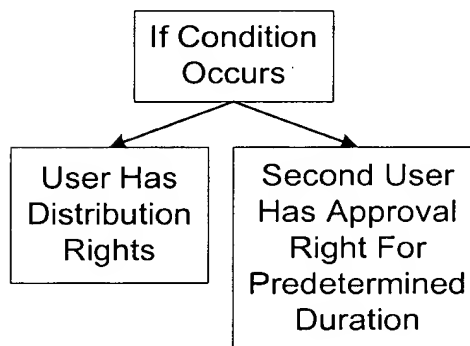 If Condition
Occurs
User Has
Distribution
Rights
Second User
Has Approval
Right For
Predetermined
Duration